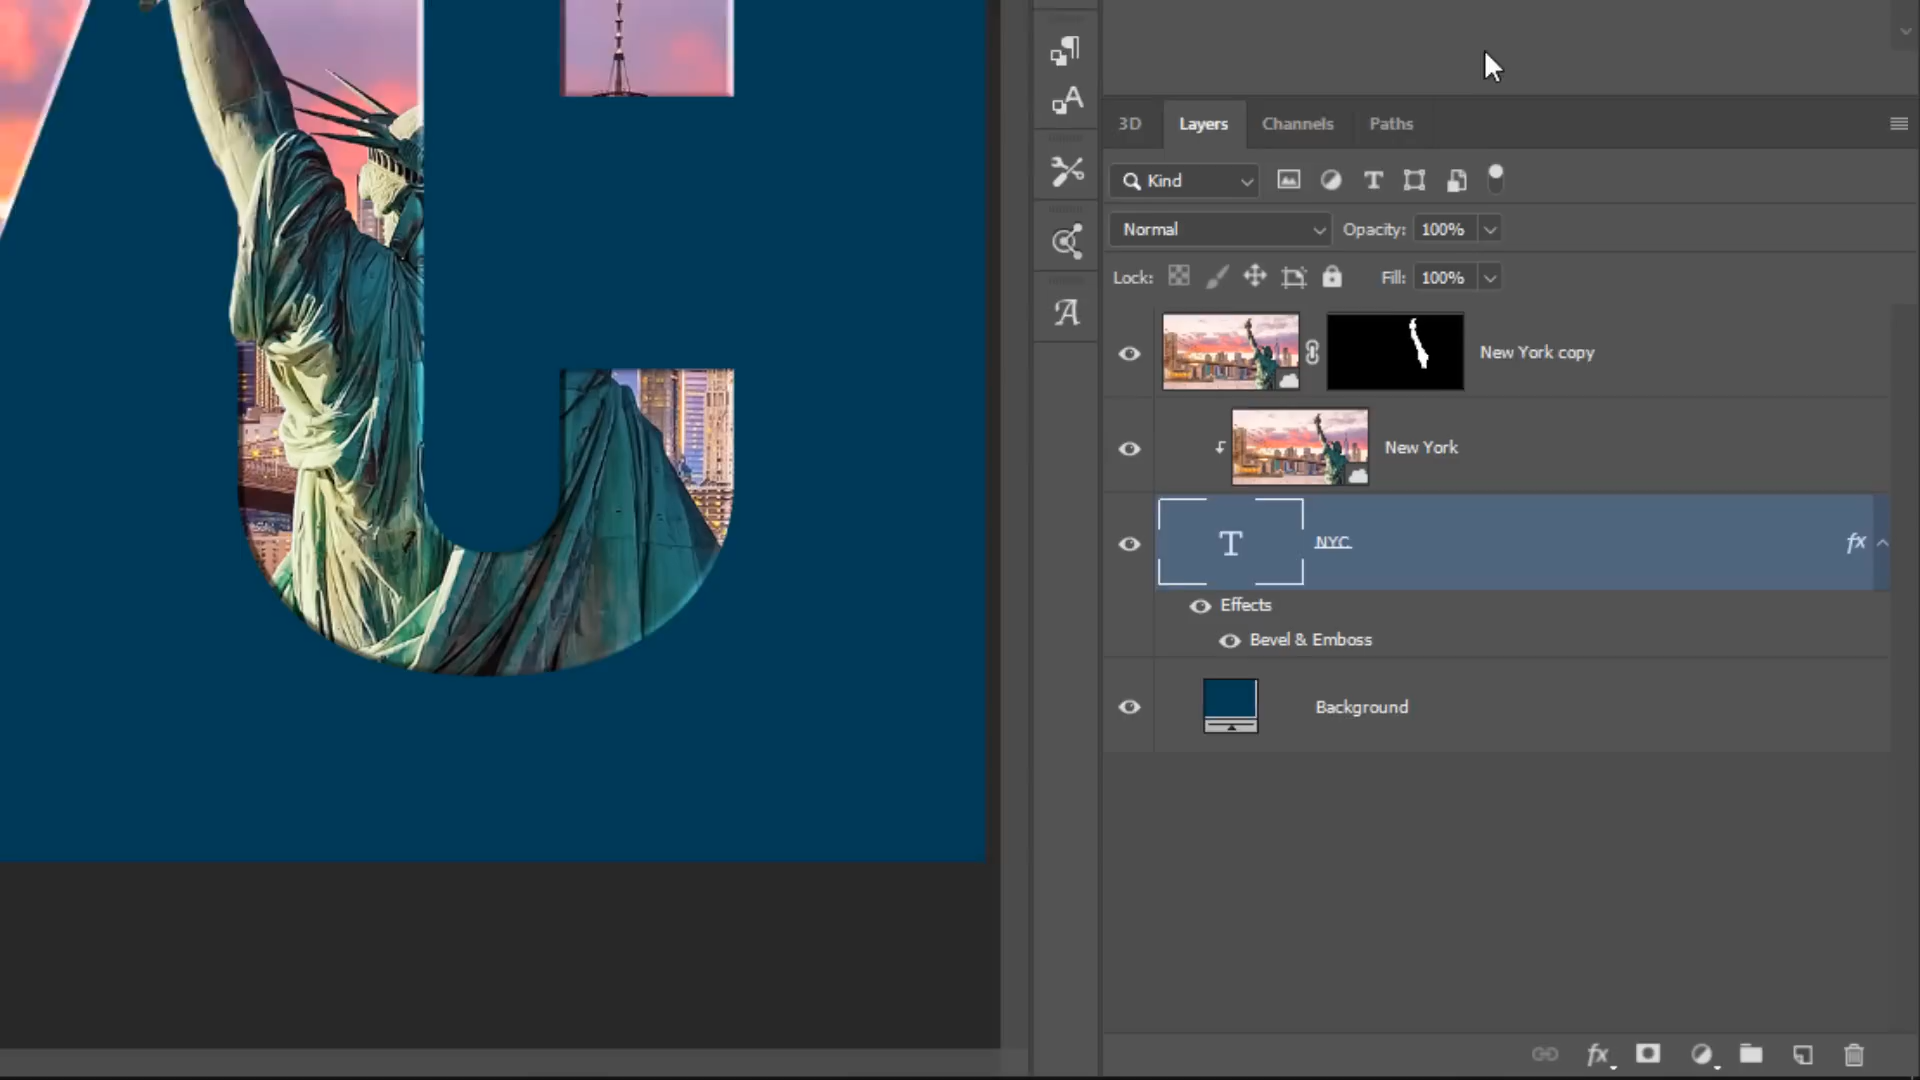 3D Layers Channels Paths
Kind
Normal Opacity: 100%
Lock: Fill: 100%
New York copy
New York
T NYC fx
Effects
Bevel & Emboss
Background
fx